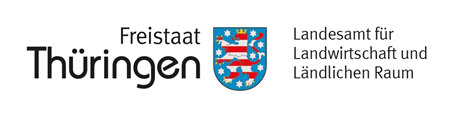 Freistaat
Thüringen
Landesamt für
Landwirtschaft und
Ländlichen Raum